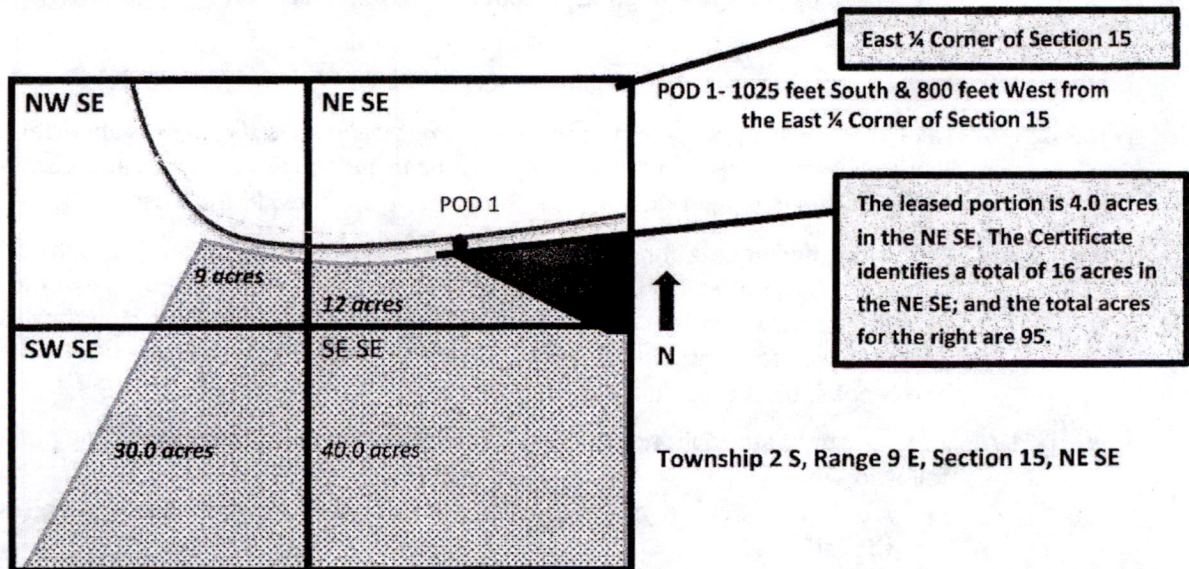 East ¼ Corner of Section 15
NW SE
NE SE
POD 1- 1025 feet South & 800 feet West from
the East ¼ Corner of Section 15
POD 1
The leased portion is 4.0 acres
in the NE SE. The Certificate
identifies a total of 16 acres in
the NE SE; and the total acres
for the right are 95.
9 acres
12 acres
N
SW SE
SE SE
30.0 acres
40.0 acres
Township 2 S, Range 9 E, Section 15, NE SE